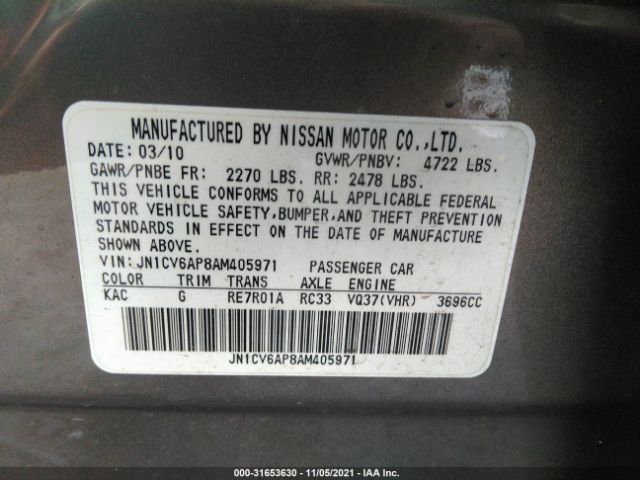 MANUFACTURED BY NISSAN MOTOR CO.,LTD.
DATE: 03/10 GVWR/PNBV: 4722 LBS.
GAWR/PNBE FR: 2270 LBS. RR: 2478 LBS.
THIS VEHICLE CONFORMS TO ALL APPLICABLE FEDERAL
MOTOR VEHICLE SAFETY,BUMPER,AND THEFT PREVENTION
STANDARDS IN EFFECT ON THE DATE OF MANUFACTURE
SHOWN ABOVE.
VIN:JN1CV6AP8AM405971 PASSENGER CAR
COLOR TRIM TRANS AXLE ENGINE
KAC G RE7R01A RC33 VQ37(VHR) 3696CC
JN1CV6AP8AM405971
000-31653630 - 11/05/2021 - IAA Inc.